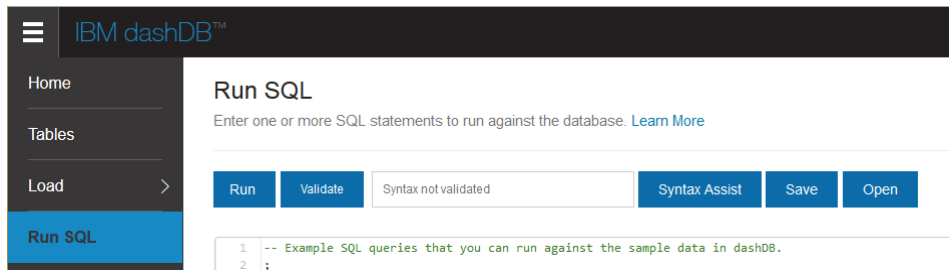 IBM dashDB™
Home
Tables
Load
Run SQL
Run SQL
Enter one or more SQL statements to run against the database. Learn More
Run Validate Syntax not validated Syntax Assist Save Open
1 -- Example SQL queries that you can run against the sample data in dashDB.
2 ;